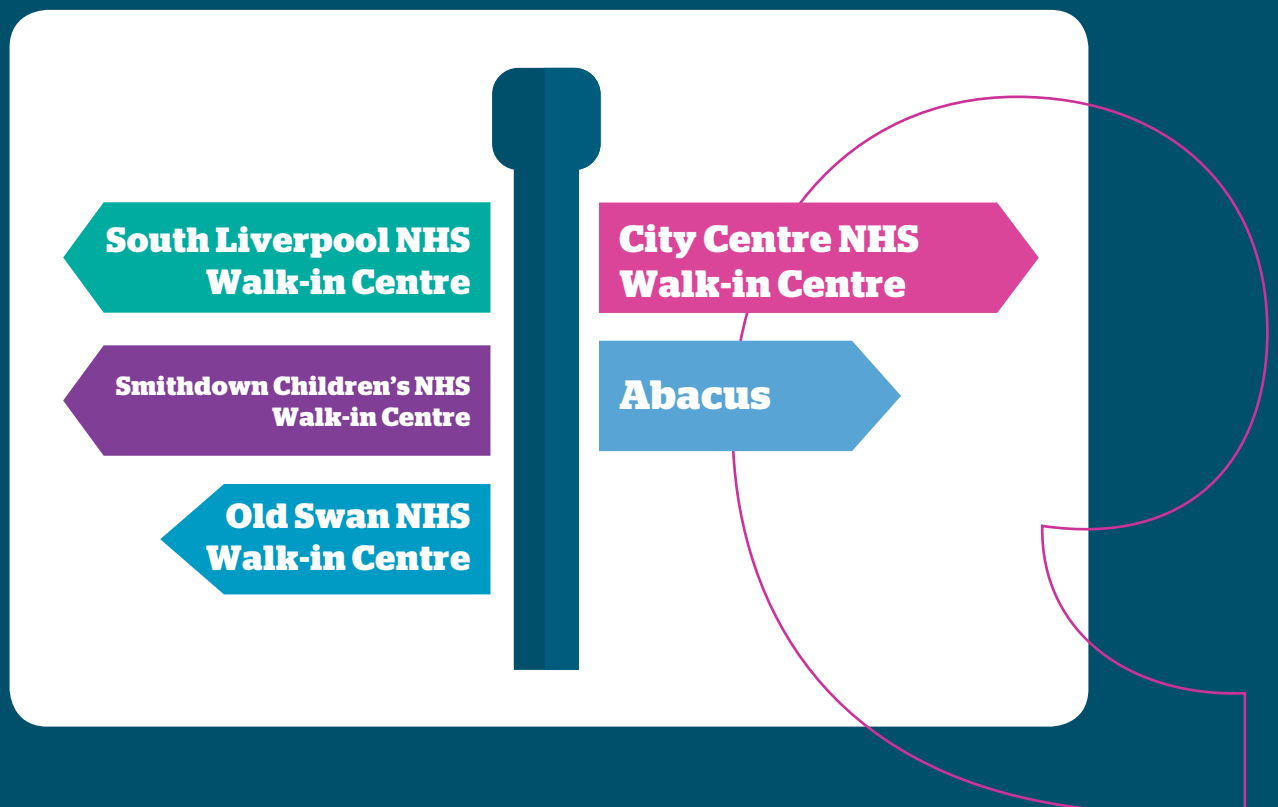 South Liverpool NHS
Walk-in Centre
City Centre NHS
Walk-in Centre
Smithdown Children’s NHS
Walk-in Centre
Abacus
Old Swan NHS
Walk-in Centre